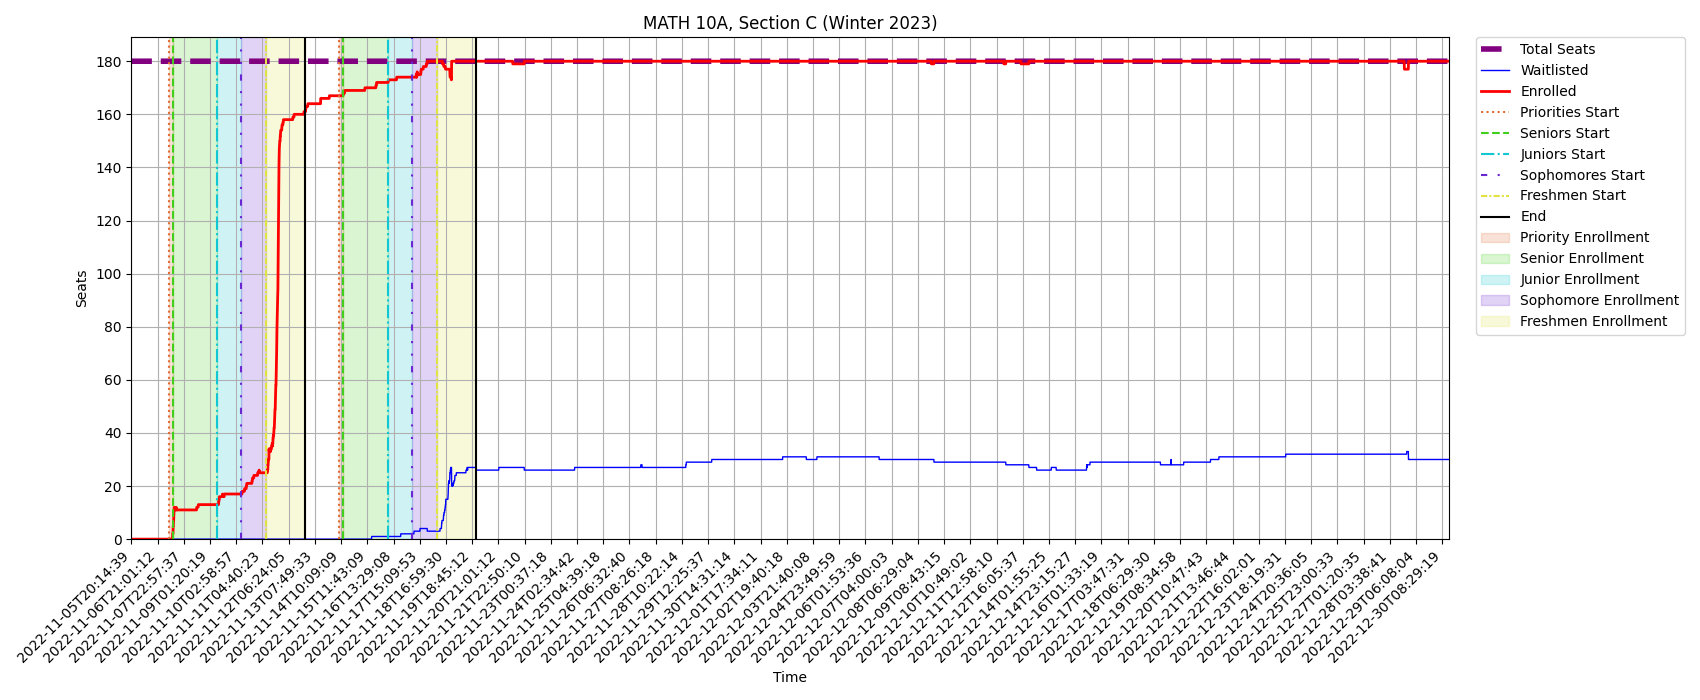 MATH 10A, Section C (Winter 2023)
Seats
180
160
140
120
100
80
60
40
20
0
2022-11-05T20:14:39
2022-11-06T21:01:12
2022-11-07T22:57:37
2022-11-09T01:20:19
2022-11-10T02:58:57
2022-11-11T04:40:23
2022-11-12T06:24:05
2022-11-13T07:49:33
2022-11-14T10:09:09
2022-11-15T11:43:09
2022-11-16T13:29:08
2022-11-17T15:09:53
2022-11-18T16:59:30
2022-11-19T18:45:12
2022-11-20T21:01:12
2022-11-21T22:50:10
2022-11-23T00:37:18
2022-11-24T02:34:42
2022-11-25T04:39:18
2022-11-26T06:32:40
2022-11-27T08:26:18
2022-11-28T10:22:14
2022-11-29T12:25:37
2022-11-30T14:31:14
2022-12-01T17:34:11
2022-12-02T19:40:18
2022-12-03T21:40:08
2022-12-04T23:49:59
2022-12-06T01:53:36
2022-12-07T04:00:03
2022-12-08T06:29:04
2022-12-09T08:43:15
2022-12-10T10:49:02
2022-12-11T12:58:10
2022-12-12T16:05:37
2022-12-14T01:55:25
2022-12-14T23:15:27
2022-12-16T01:33:19
2022-12-17T03:47:31
2022-12-18T06:29:30
2022-12-19T08:34:58
2022-12-20T10:47:43
2022-12-21T13:46:44
2022-12-22T16:02:01
2022-12-23T18:19:31
2022-12-24T20:36:05
2022-12-25T23:00:33
2022-12-27T01:20:35
2022-12-28T03:38:41
2022-12-29T06:08:04
2022-12-30T08:29:19
Time
Total Seats
Waitlisted
Enrolled
Priorities Start
Seniors Start
Juniors Start
Sophomores Start
Freshmen Start
End
Priority Enrollment
Senior Enrollment
Junior Enrollment
Sophomore Enrollment
Freshmen Enrollment